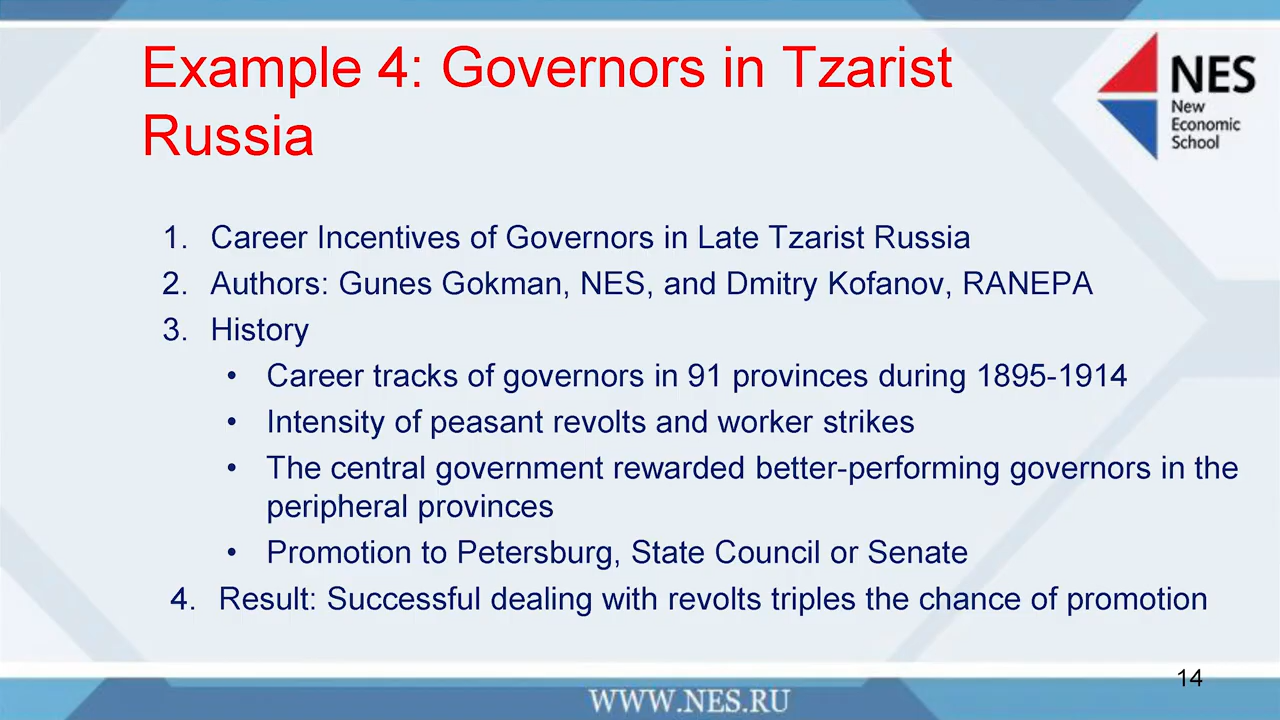 Example 4: Governors in Tzarist
Russia
NES
New
Economic
School
1. Career Incentives of Governors in Late Tzarist Russia
2. Authors: Gunes Gokman, NES, and Dmitry Kofanov, RANEPA
3. History
• Career tracks of governors in 91 provinces during 1895-1914
• Intensity of peasant revolts and worker strikes
• The central government rewarded better-performing governors in the
peripheral provinces
• Promotion to Petersburg, State Council or Senate
4. Result: Successful dealing with revolts triples the chance of promotion
14
WWW.NES.RU